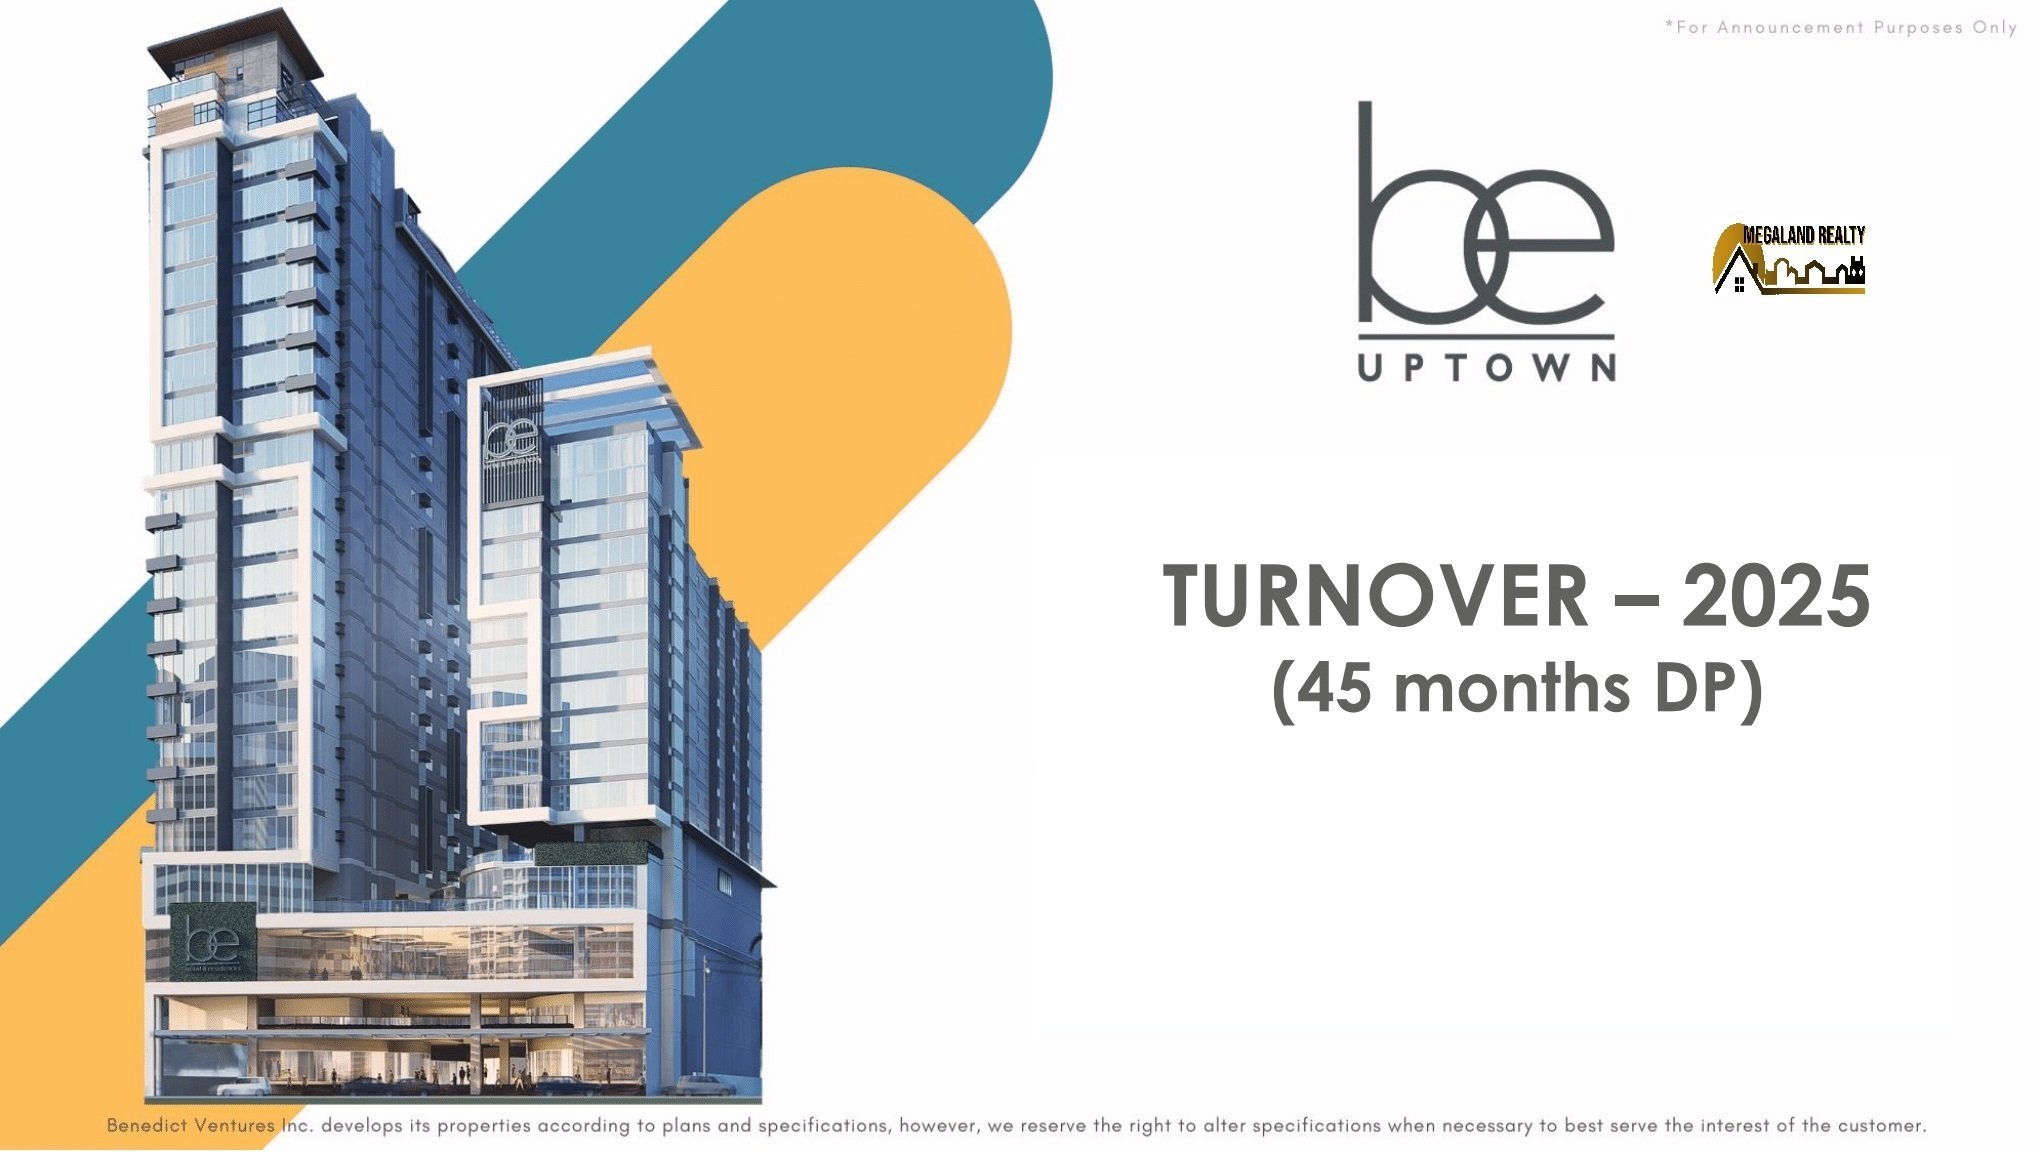 *For Announcement Purposes Only
be
UPTOWN
MEGALAND REALTY
TURNOVER – 2025
(45 months DP)
be
be
Benedict Ventures Inc. develops its properties according to plans and specifications, however, we reserve the right to alter specifications when necessary to best serve the interest of the customer.